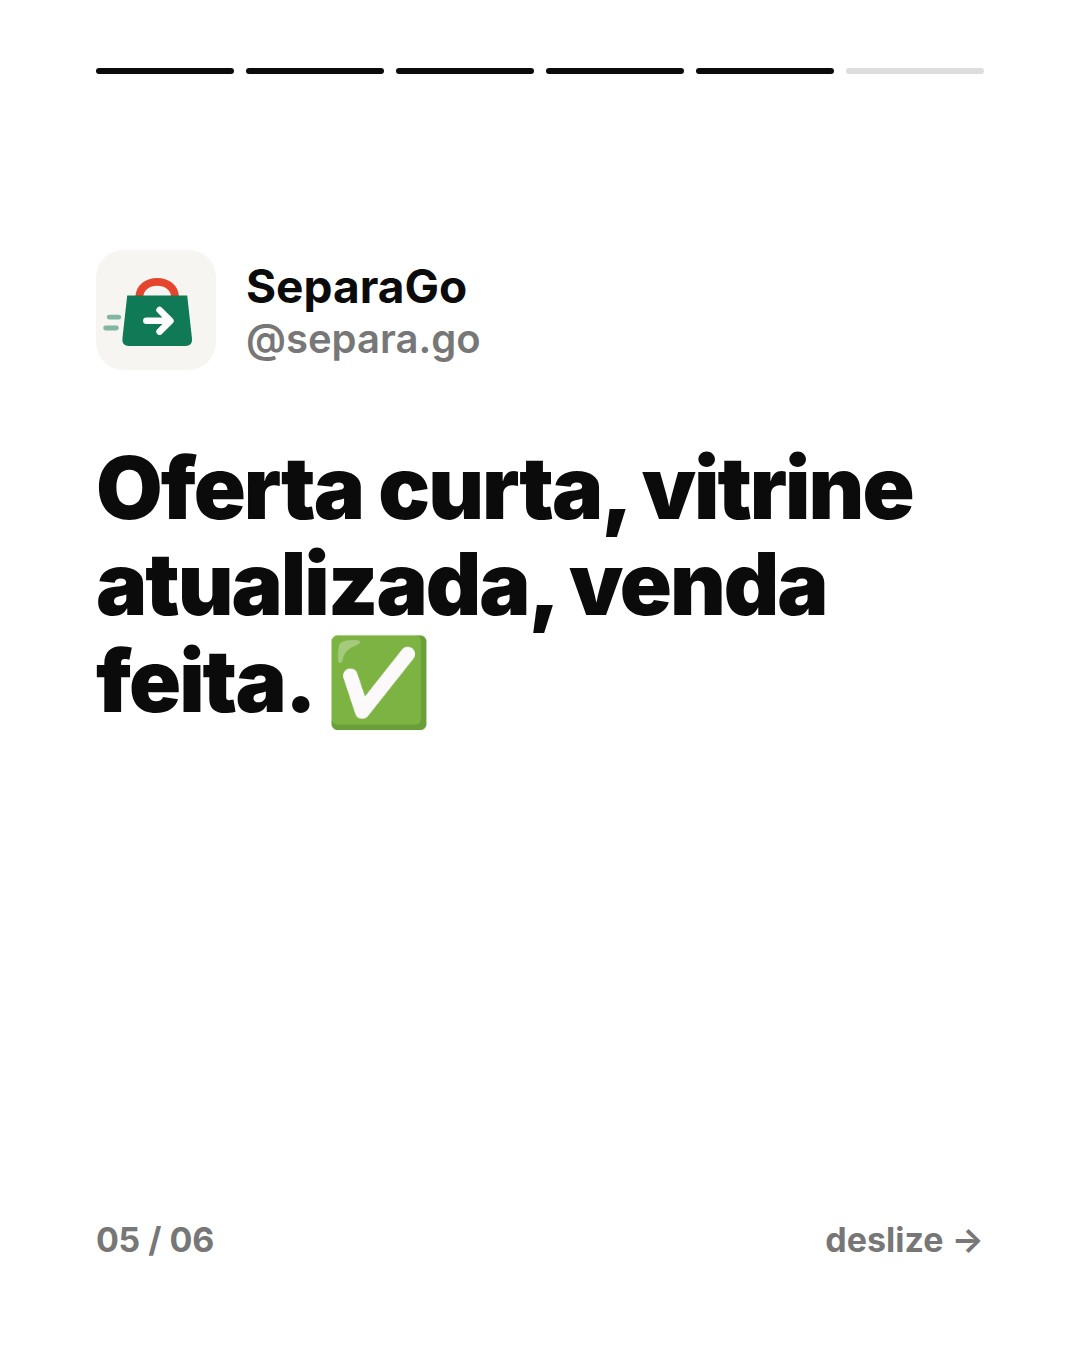 SeparaGo
@separa.go
Oferta curta, vitrine
atualizada, venda
feita. ✅
05 / 06
deslize →